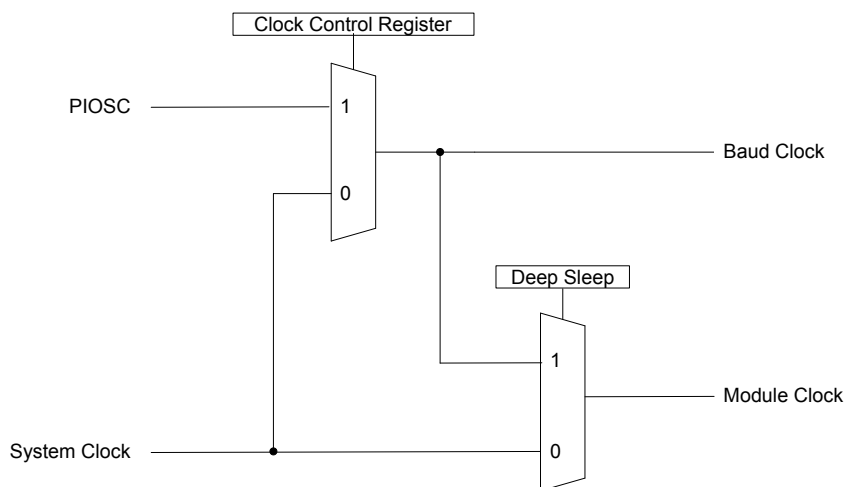 Clock Control Register
PIOSC
1
Baud Clock
0
Deep Sleep
1
Module Clock
System Clock
0